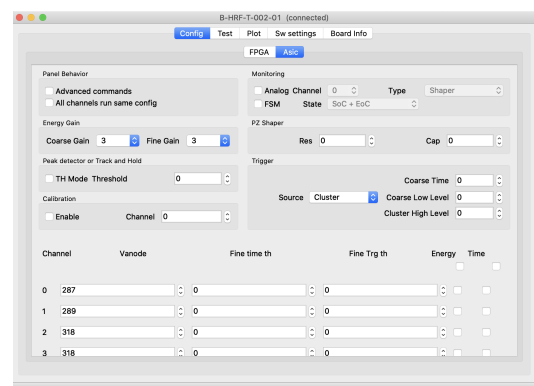 B-HRF-T-002-01 (connected)
Config Test Plot Sw settings Board Info
FPGA Asic
Panel Behavior
Advanced commands
All channels run same config
Monitoring
Analog Channel 0 Type Shaper
FSM State SoC + EoC
Energy Gain
Coarse Gain 3 Fine Gain 3
PZ Shaper
Res 0 Cap 0
Peak detector or Track and Hold
TH Mode Threshold 0
Calibration
Enable Channel 0
Trigger
Coarse Time 0
Source Cluster Coarse Low Level 0
Cluster High Level 0
Channel Vanode Fine time th Fine Trg th Energy Time
0 287 0 0
1 289 0 0
2 318 0 0
3 318 0 0